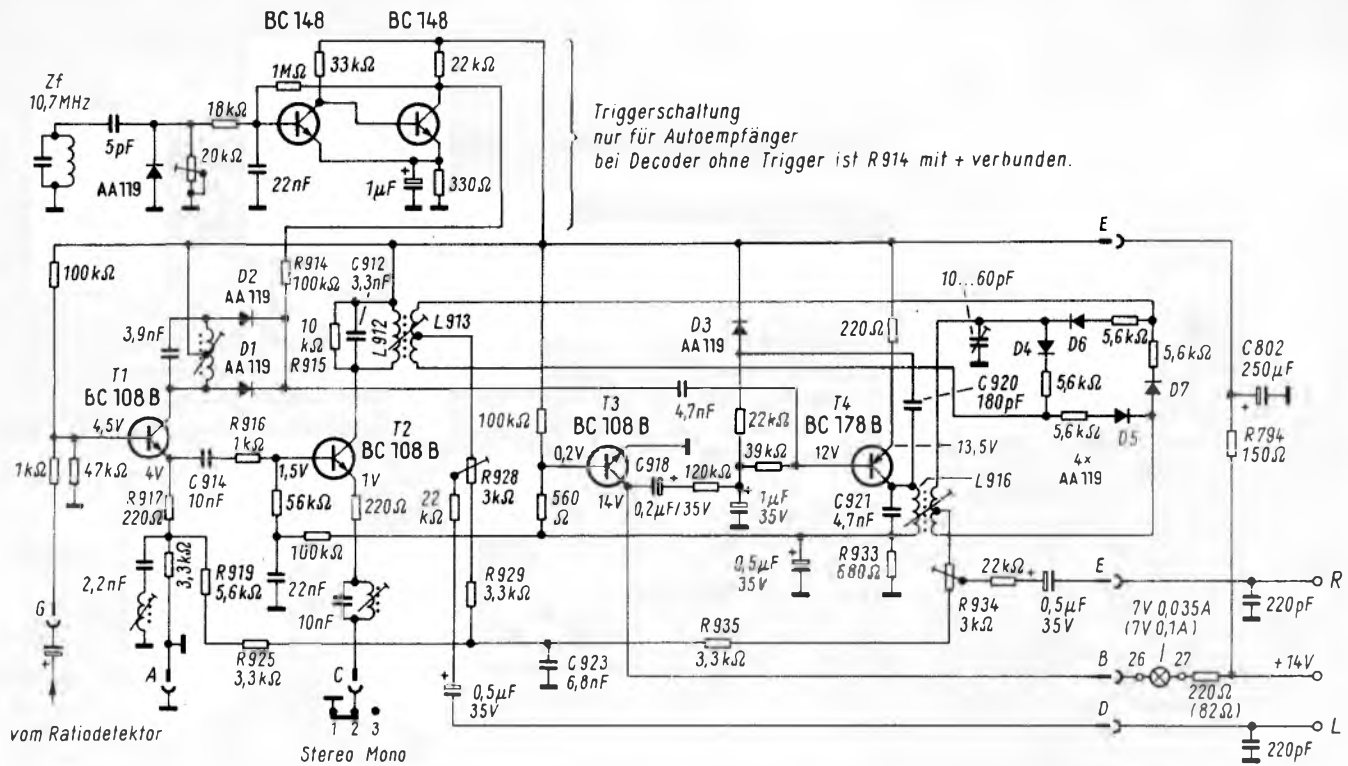 BC 148 BC 148
Zf
10,7MHz
5pF
AA119
20kΩ
18kΩ
1MΩ
22nF
33kΩ
22kΩ
+
1µF
330Ω
Triggerschaltung
nur für Autoempfänger
bei Decoder ohne Trigger ist R914 mit + verbunden.
100kΩ
3,9nF
D2
AA119
D1
AA119
R914
100kΩ
C912
3,3nF
10
kΩ
R915
L912
L913
T1
BC 108 B
4,5V
4V
1kΩ
47kΩ
R917
220Ω
C914
10nF
R916
1kΩ
1,5V
T2
BC 108 B
1V
56kΩ
220Ω
100kΩ
22nF
10nF
2,2nF
3,3kΩ
R919
5,6kΩ
R925
3,3kΩ
G
+
vom Ratiodetektor
A
C
1 2 3
Stereo Mono
22
kΩ
R928
3kΩ
R929
3,3kΩ
+
0,5µF
35V
C923
6,8nF
100kΩ
0,2V
560
Ω
T3
BC 108 B
14V
4,7nF
C918
+
0,2µF/35V
120kΩ
D3
AA119
22kΩ
39kΩ
+
1µF
35V
T4
BC 178 B
12V
220Ω
13,5V
C920
180pF
C921
4,7nF
+
0,5µF
35V
R933
680Ω
L916
10...60pF
D4
D6
5,6kΩ
5,6kΩ
5,6kΩ
D7
5,6kΩ
D5
4×
AA119
R935
3,3kΩ
R934
3kΩ
22kΩ
+
0,5µF
35V
E
C802
250µF
+
R794
150Ω
E
R
220pF
7V 0,035A
(7V 0,1A)
B
26
27
220Ω
(82Ω)
+14V
D
L
220pF